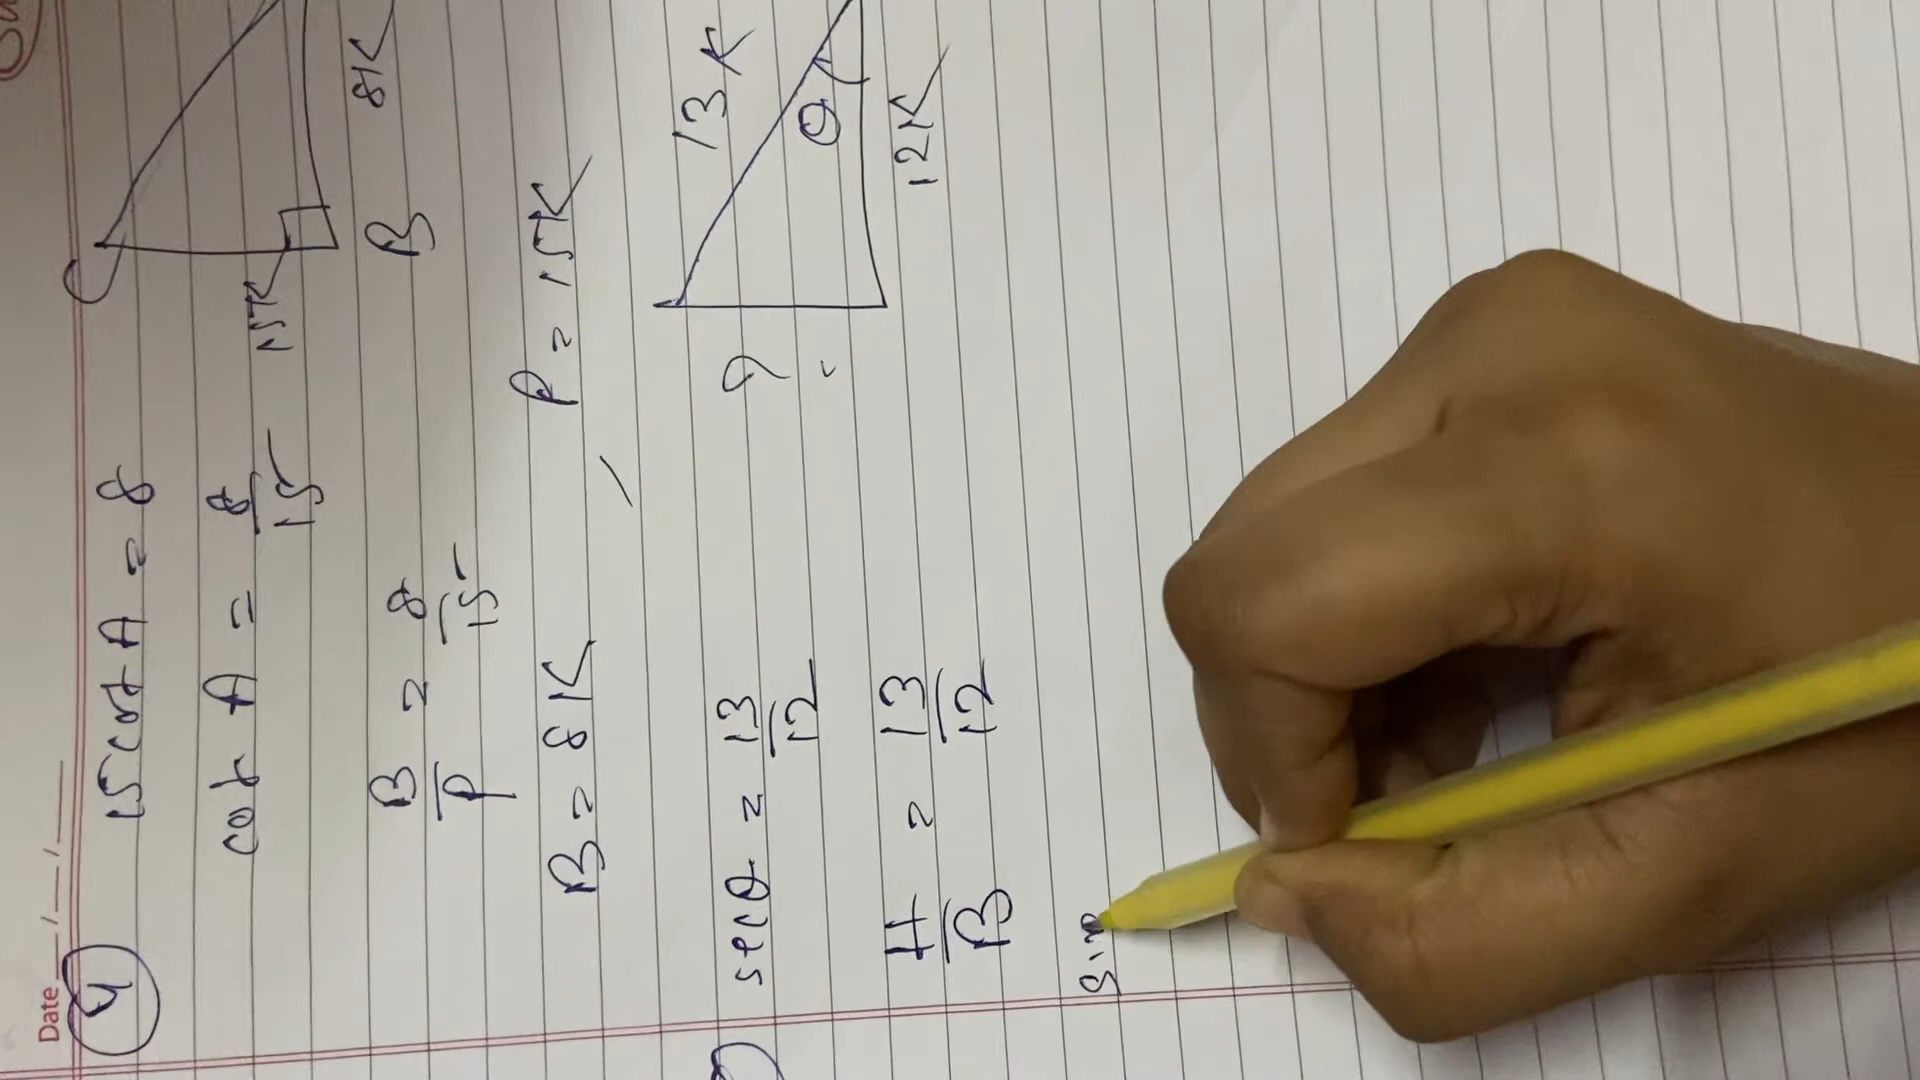 Date
4
15 cot A = 8
C
cot A = 8/15
15K
8K
B
B/P = 8/15
B = 8K , P = 15K
sec θ = 13/12
13K
θ
?
12K
H/B = 13/12
sin